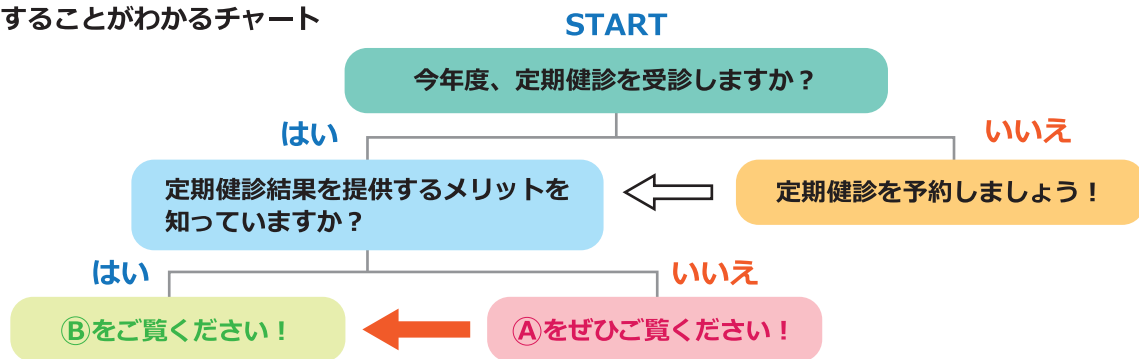 することがわかるチャート
START
今年度、定期健診を受診しますか？
はい
いいえ
定期健診結果を提供するメリットを
知っていますか？
定期健診を予約しましょう！
はい
いいえ
Ⓑをご覧ください！
Ⓐをぜひご覧ください！